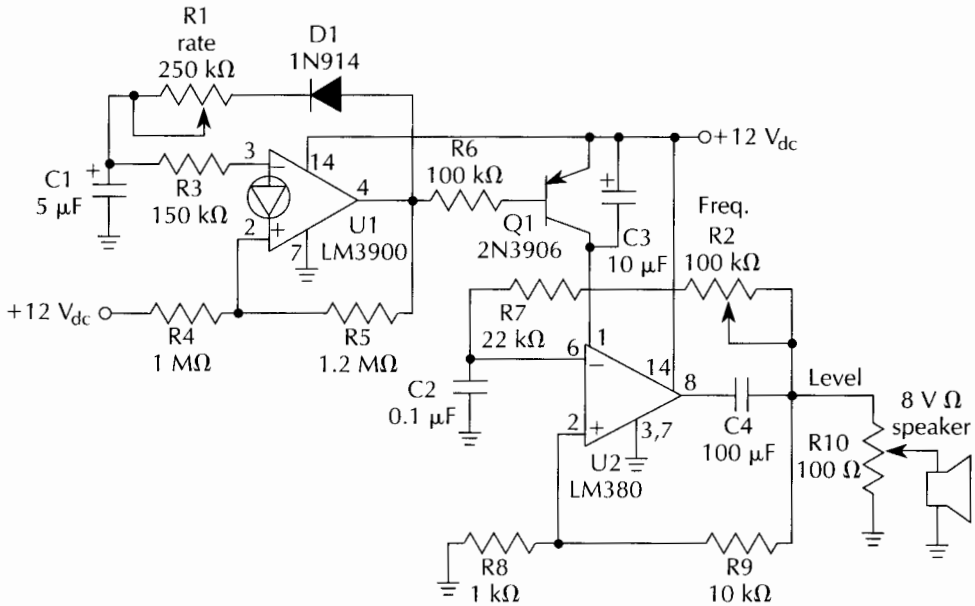 R1
rate
250 kΩ
D1
1N914
+12 Vdc
3
−
14
R6
100 kΩ
+
C1
5 µF
R3
150 kΩ
4
U1
LM3900
2
+
7
Q1
2N3906
+
C3
10 µF
Freq.
R2
100 kΩ
+12 Vdc
R4
1 MΩ
R5
1.2 MΩ
R7
22 kΩ
1
6
−
14
8
C2
0.1 µF
C4
100 µF
Level
8 V Ω
speaker
2
+
3,7
U2
LM380
R10
100 Ω
R8
1 kΩ
R9
10 kΩ